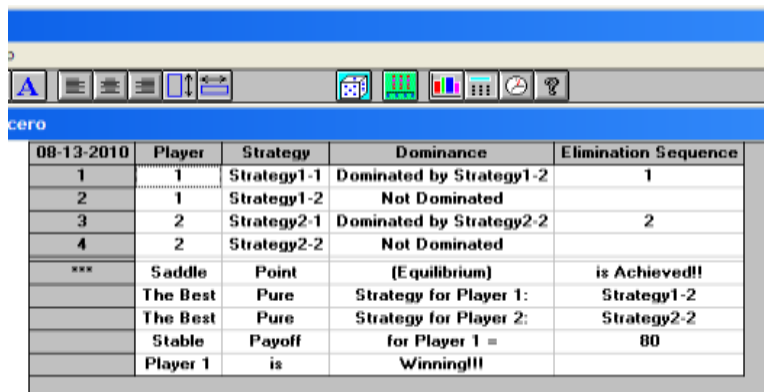 o
A
cero
08-13-2010 Player Strategy Dominance Elimination Sequence
1 1 Strategy1-1 Dominated by Strategy1-2 1
2 1 Strategy1-2 Not Dominated
3 2 Strategy2-1 Dominated by Strategy2-2 2
4 2 Strategy2-2 Not Dominated
*** Saddle Point (Equilibrium) is Achieved!!
The Best Pure Strategy for Player 1: Strategy1-2
The Best Pure Strategy for Player 2: Strategy2-2
Stable Payoff for Player 1 = 80
Player 1 is Winning!!!